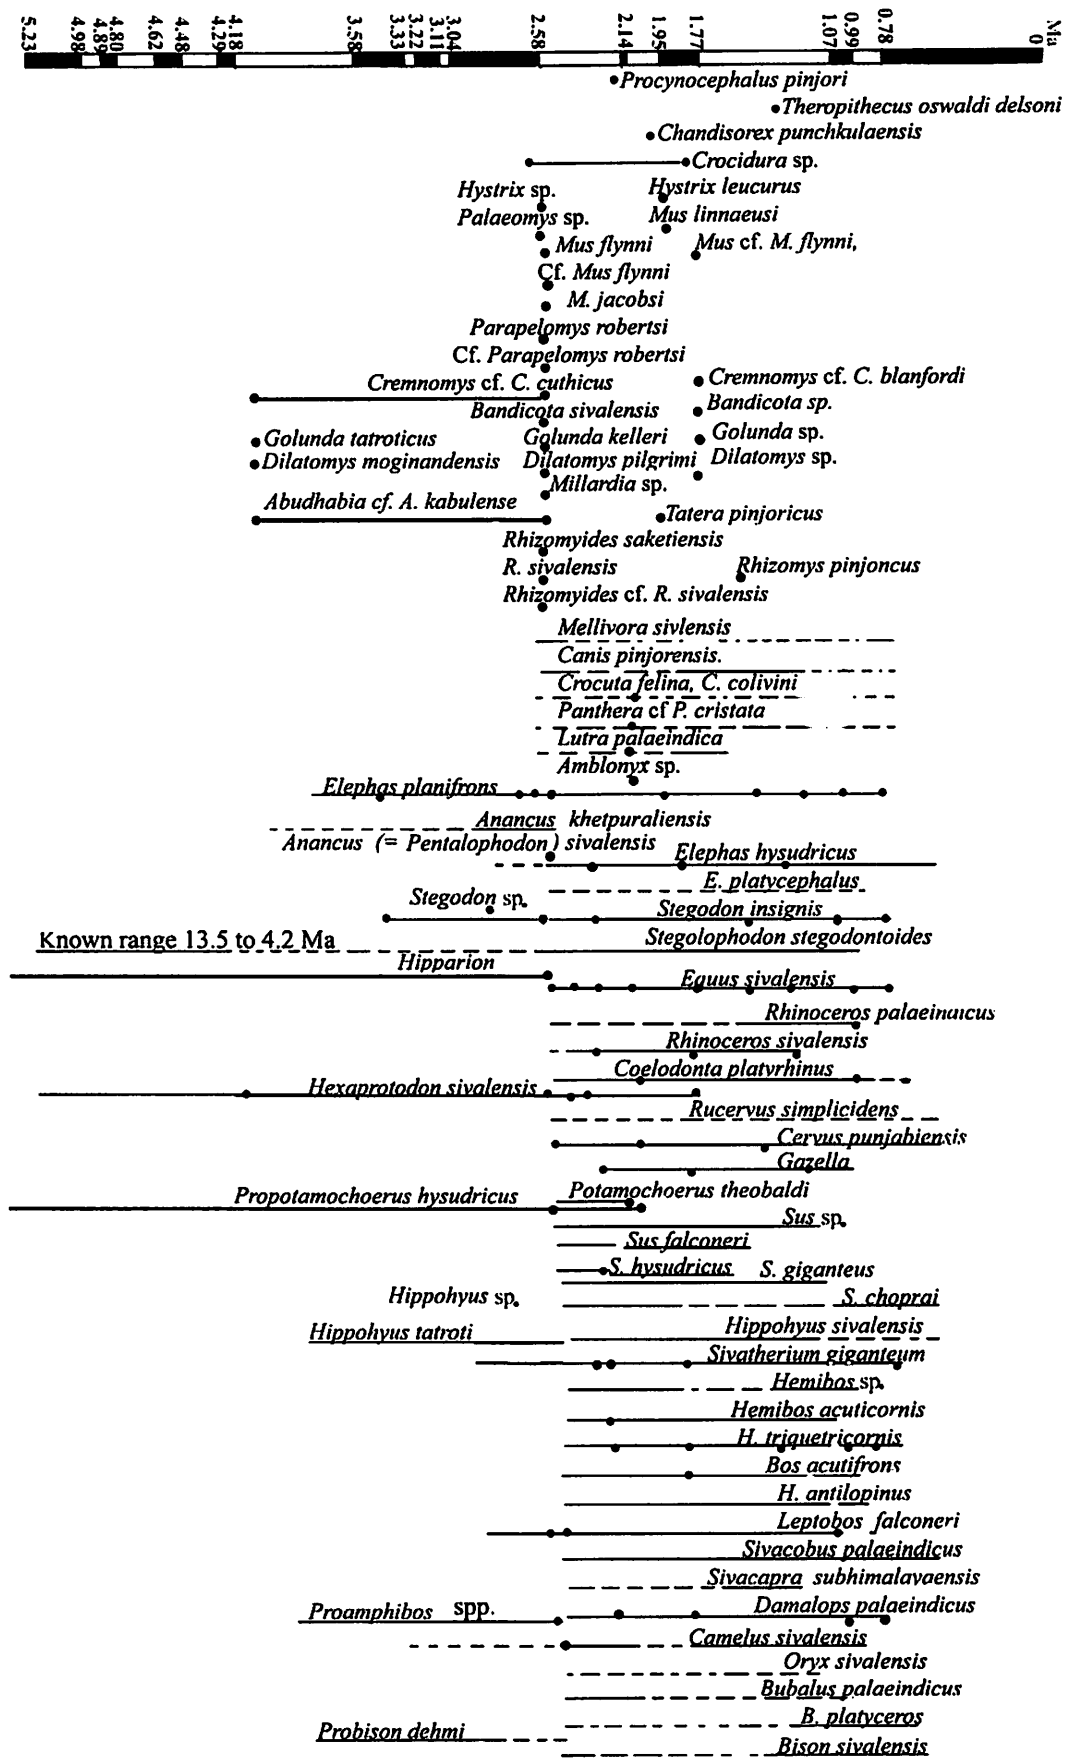 5.23 4.98 4.89 4.80 4.62 4.48 4.29 4.18 3.58 3.33 3.22 3.11 3.04 2.58 2.14 1.95 1.77 1.07 0.99 0.78 0 Ma
Procynocephalus pinjori
Theropithecus oswaldi delsoni
Chandisorex punchkulaensis
Crocidura sp.
Hystrix sp. Hystrix leucurus
Palaeomys sp. Mus linnaeusi
Mus flynni Mus cf. M. flynni,
Cf. Mus flynni
M. jacobsi
Parapelomys robertsi
Cf. Parapelomys robertsi
Cremnomys cf. C. cuthicus Cremnomys cf. C. blanfordi
Bandicota sivalensis Bandicota sp.
Golunda tatroticus Golunda kelleri Golunda sp.
Dilatomys moginandensis Dilatomys pilgrimi Dilatomys sp.
Millardia sp.
Abudhabia cf. A. kabulense Tatera pinjoricus
Rhizomyides saketiensis
R. sivalensis Rhizomys pinjoncus
Rhizomyides cf. R. sivalensis
Mellivora sivlensis
Canis pinjorensis.
Crocuta felina, C. colivini
Panthera cf P. cristata
Lutra palaeindica
Amblonyx sp.
Elephas planifrons
Anancus khetpuraliensis
Anancus (= Pentalophodon) sivalensis
Elephas hysudricus
E. platycephalus
Stegodon sp. Stegodon insignis
Known range 13.5 to 4.2 Ma Stegolophodon stegodontoides
Hipparion
Equus sivalensis
Rhinoceros palaeindicus
Rhinoceros sivalensis
Coelodonta platyrhinus
Hexaprotodon sivalensis
Rucervus simplicidens
Cervus punjabiensis
Gazella
Propotamochoerus hysudricus Potamochoerus theobaldi
Sus sp.
Sus falconeri
S. hysudricus S. giganteus
Hippohyus sp. S. choprai
Hippohyus tatroti Hippohyus sivalensis
Sivatherium giganteum
Hemibos sp.
Hemibos acuticornis
H. triquetricornis
Bos acutifrons
H. antilopinus
Leptobos falconeri
Sivacobus palaeindicus
Sivacapra subhimalayaensis
Proamphibos spp. Damalops palaeindicus
Camelus sivalensis
Oryx sivalensis
Bubalus palaeindicus
B. platyceros
Probison dehmi
Bison sivalensis